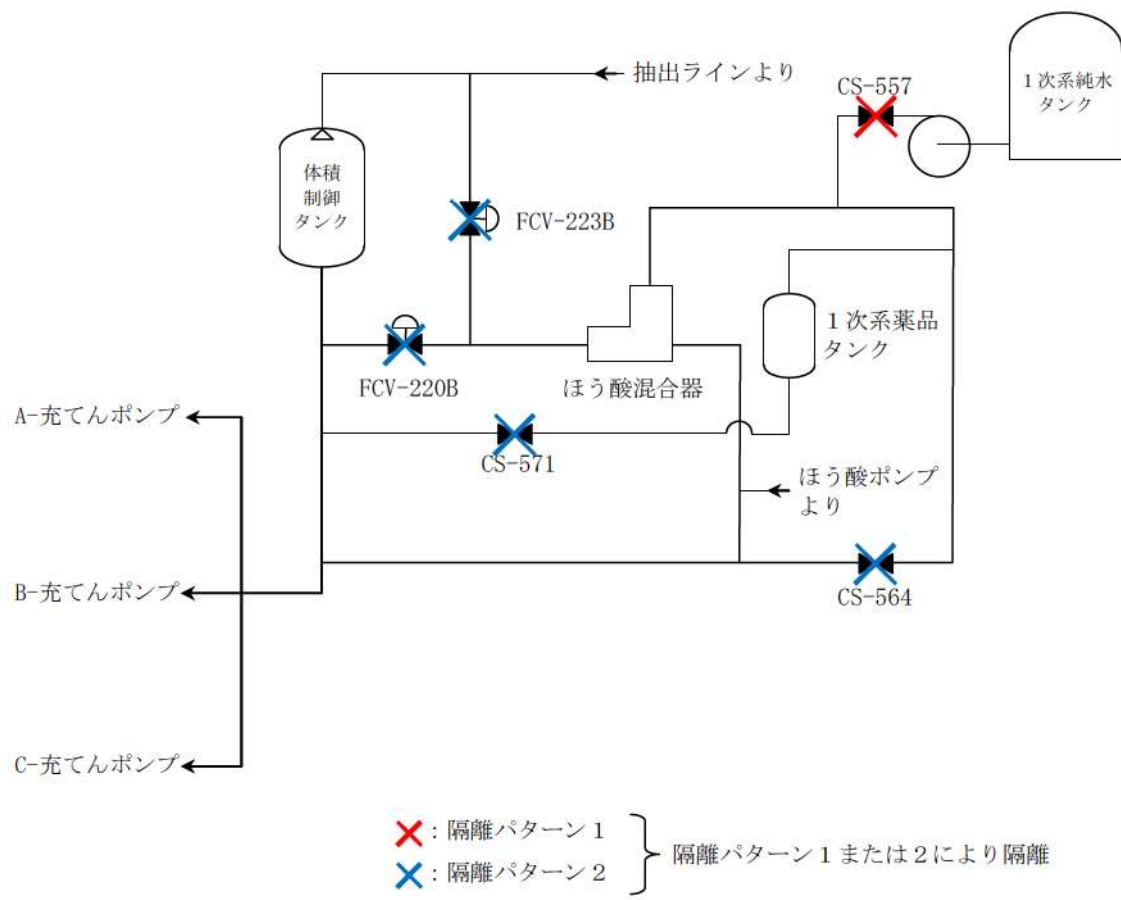 抽出ラインより
CS-557
1次系純水
タンク
体積
制御
タンク
FCV-223B
1次系薬品
タンク
FCV-220B
ほう酸混合器
A-充てんポンプ
CS-571
ほう酸ポンプ
より
B-充てんポンプ
CS-564
C-充てんポンプ
:隔離パターン1
:隔離パターン2
隔離パターン1または2により隔離